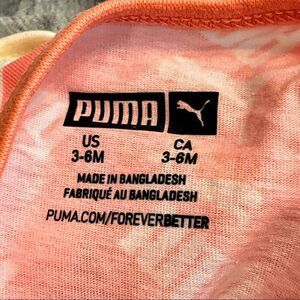 PUMA
US CA
3-6M 3-6M
MADE IN BANGLADESH
FABRIQUÉ AU BANGLADESH
PUMA.COM/FOREVERBETTER